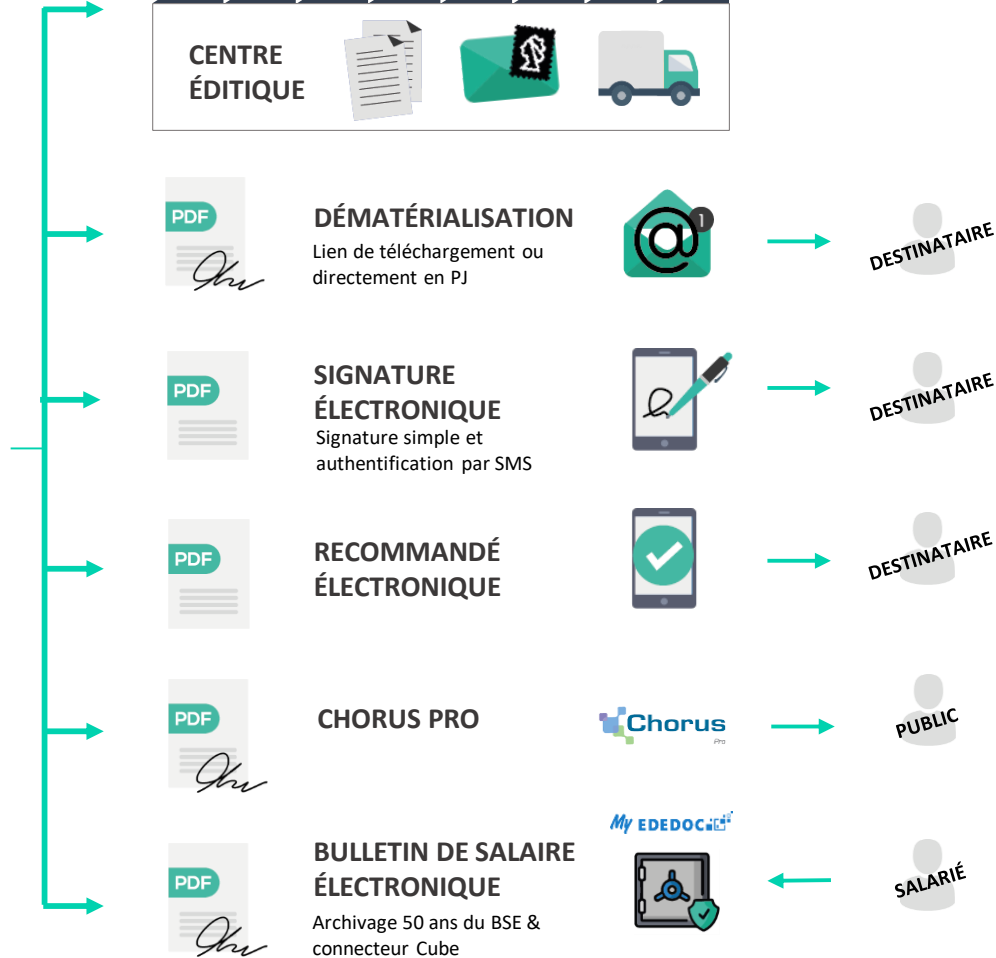 CENTRE
ÉDITIQUE
PDF
DÉMATÉRIALISATION
Lien de téléchargement ou
directement en PJ
1
DESTINATAIRE
PDF
SIGNATURE
ÉLECTRONIQUE
Signature simple et
authentification par SMS
DESTINATAIRE
PDF
RECOMMANDÉ
ÉLECTRONIQUE
DESTINATAIRE
PDF
CHORUS PRO
Chorus
Pro
PUBLIC
My EDEDOC
PDF
BULLETIN DE SALAIRE
ÉLECTRONIQUE
Archivage 50 ans du BSE &
connecteur Cube
SALARIÉ